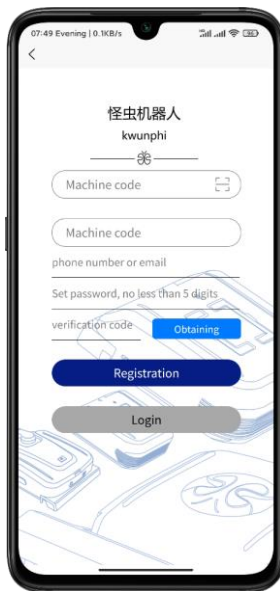 07:49 Evening | 0.1KB/s
怪虫机器人
kwunphi
Machine code
Machine code
phone number or email
Set password, no less than 5 digits
verification code
Obtaining
Registration
Login